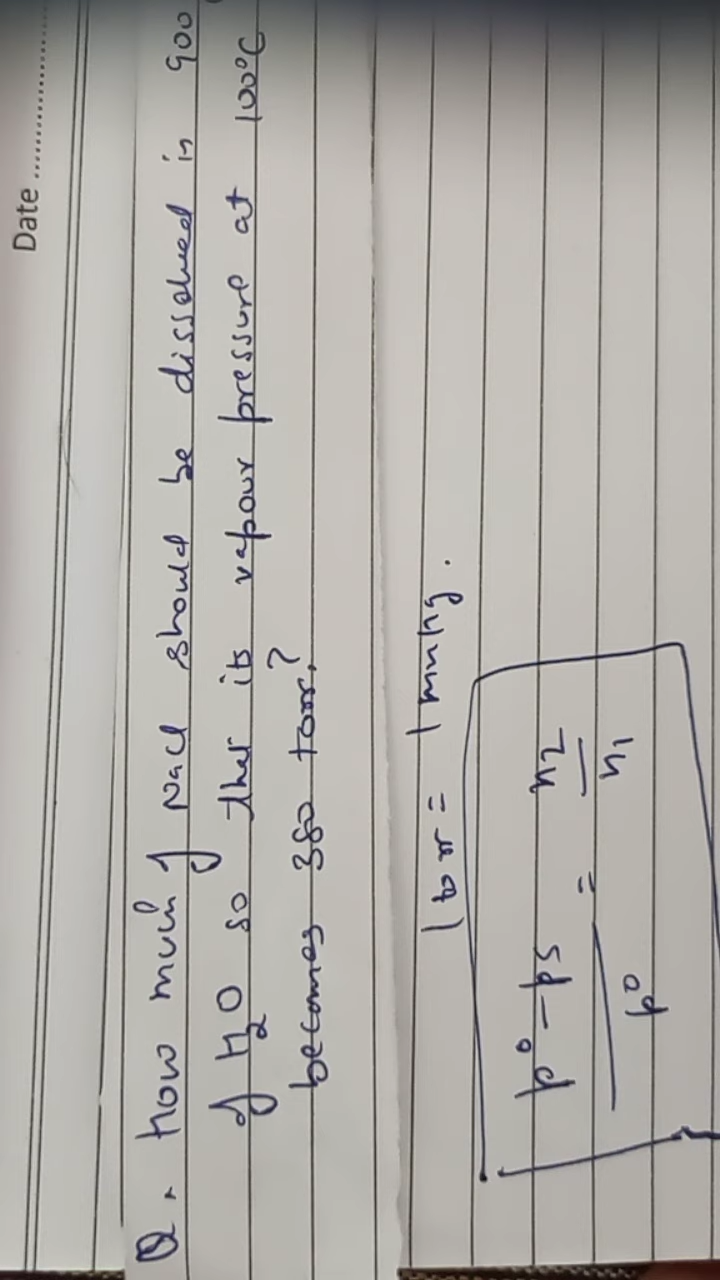 Date ....................
Q. How much of NaCl should be dissolved in 900
of H2O so that its vapour pressure at 100°C
becomes 380 torr?
1 torr = 1 mmHg.
p° - ps = n2
p° n1